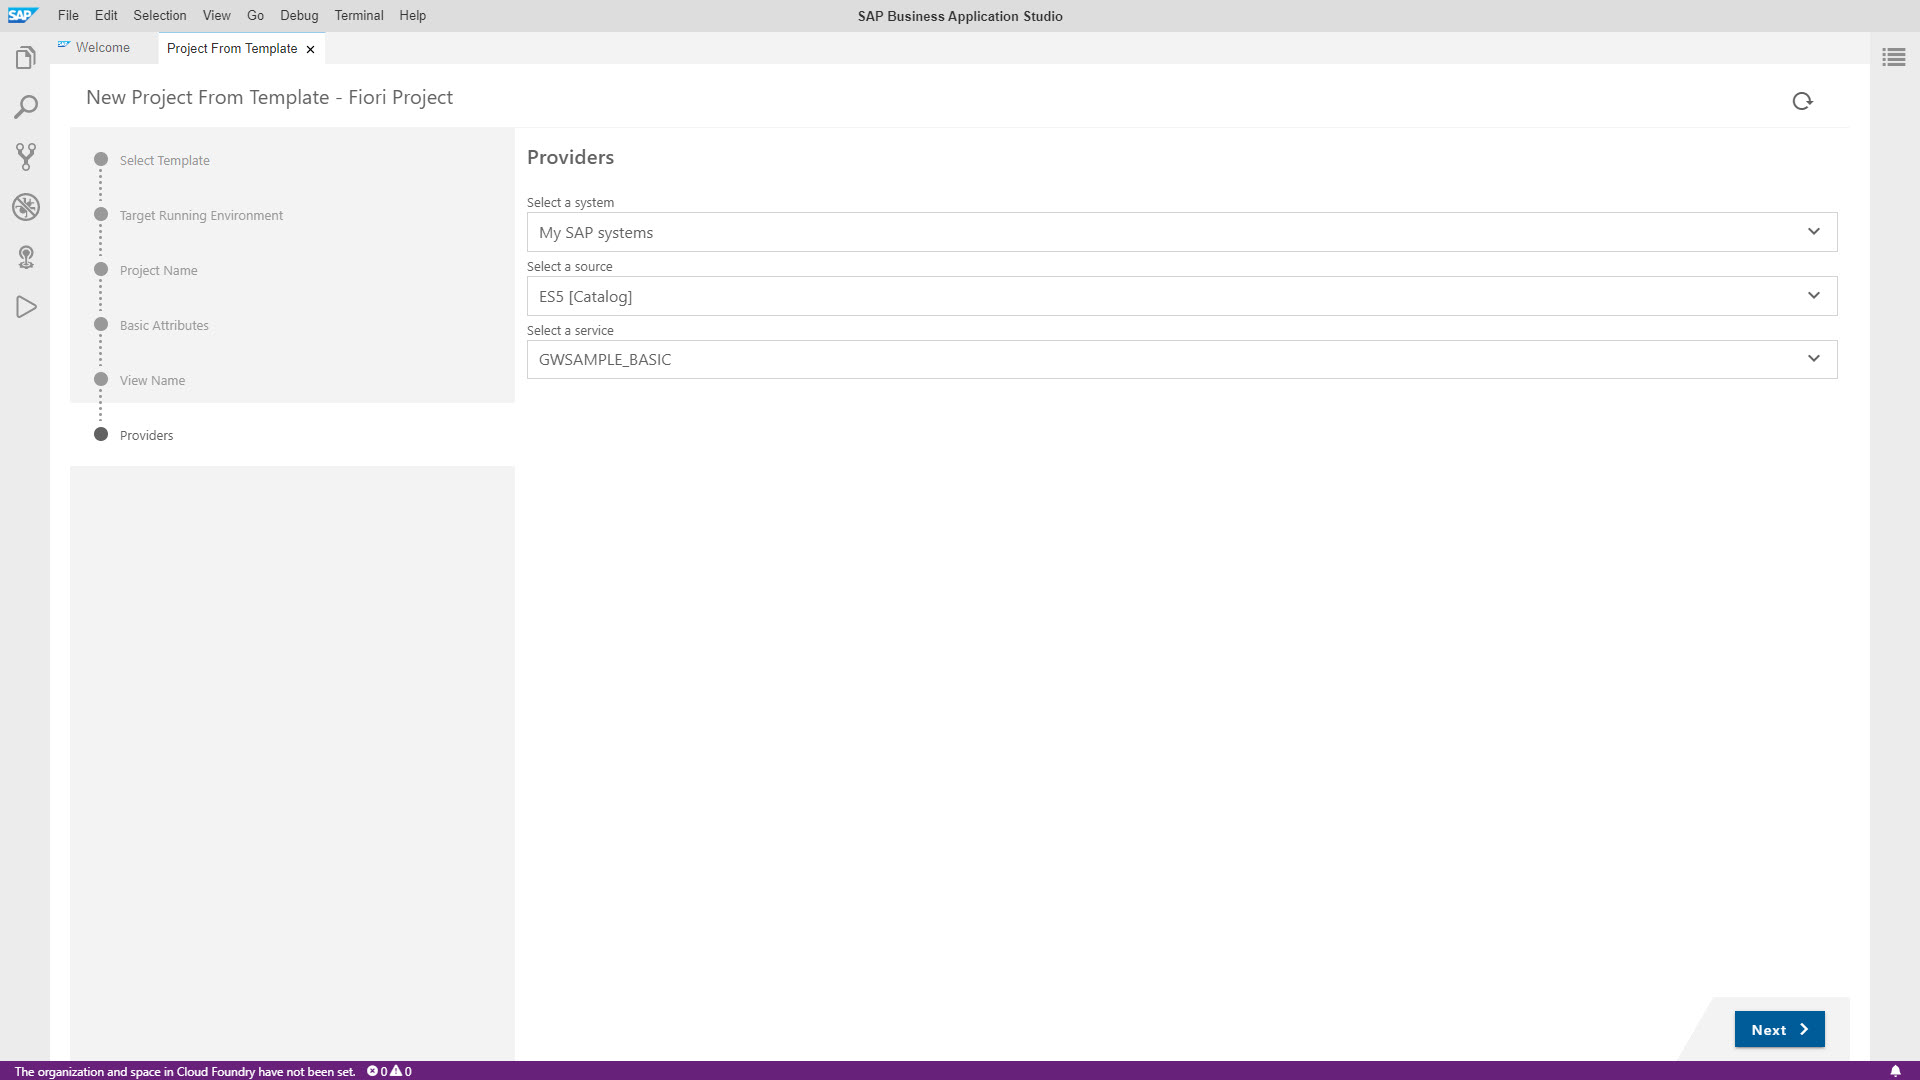 SAP File Edit Selection View Go Debug Terminal Help SAP Business Application Studio
Welcome Project From Template
New Project From Template - Fiori Project
Select Template
Target Running Environment
Project Name
Basic Attributes
View Name
Providers
Providers
Select a system
My SAP systems
Select a source
ES5 [Catalog]
Select a service
GWSAMPLE_BASIC
Next
The organization and space in Cloud Foundry have not been set. 0 0